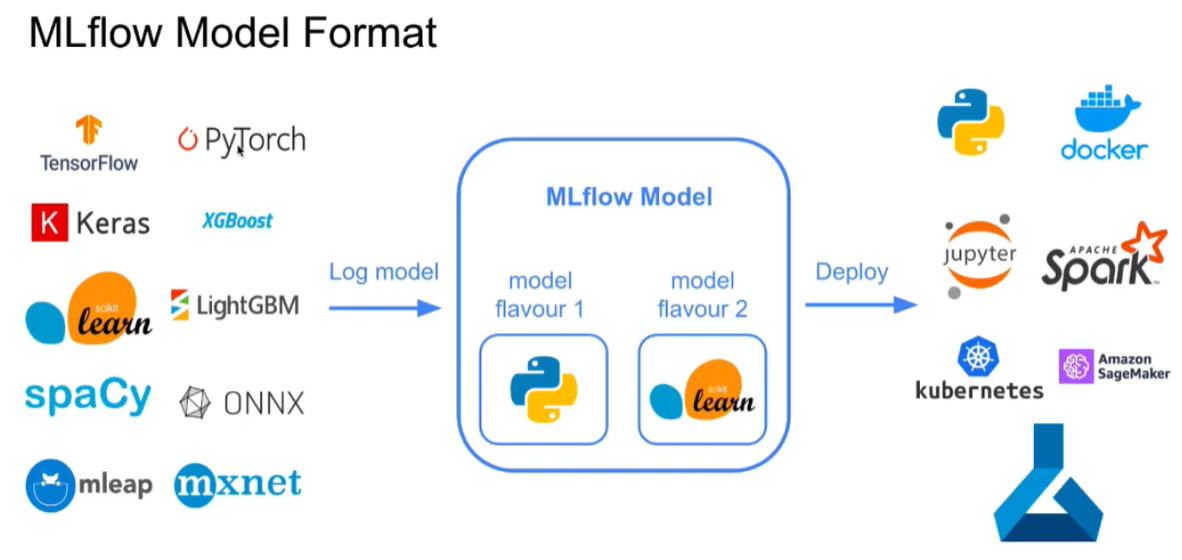 MLflow Model Format
TensorFlow
PyTorch
K Keras
XGBoost
scikit
learn
LightGBM
spaCy
ONNX
mleap
mxnet
Log model
MLflow Model
model
flavour 1
model
flavour 2
scikit
learn
Deploy
docker
jupyter
APACHE
Spark
kubernetes
Amazon
SageMaker